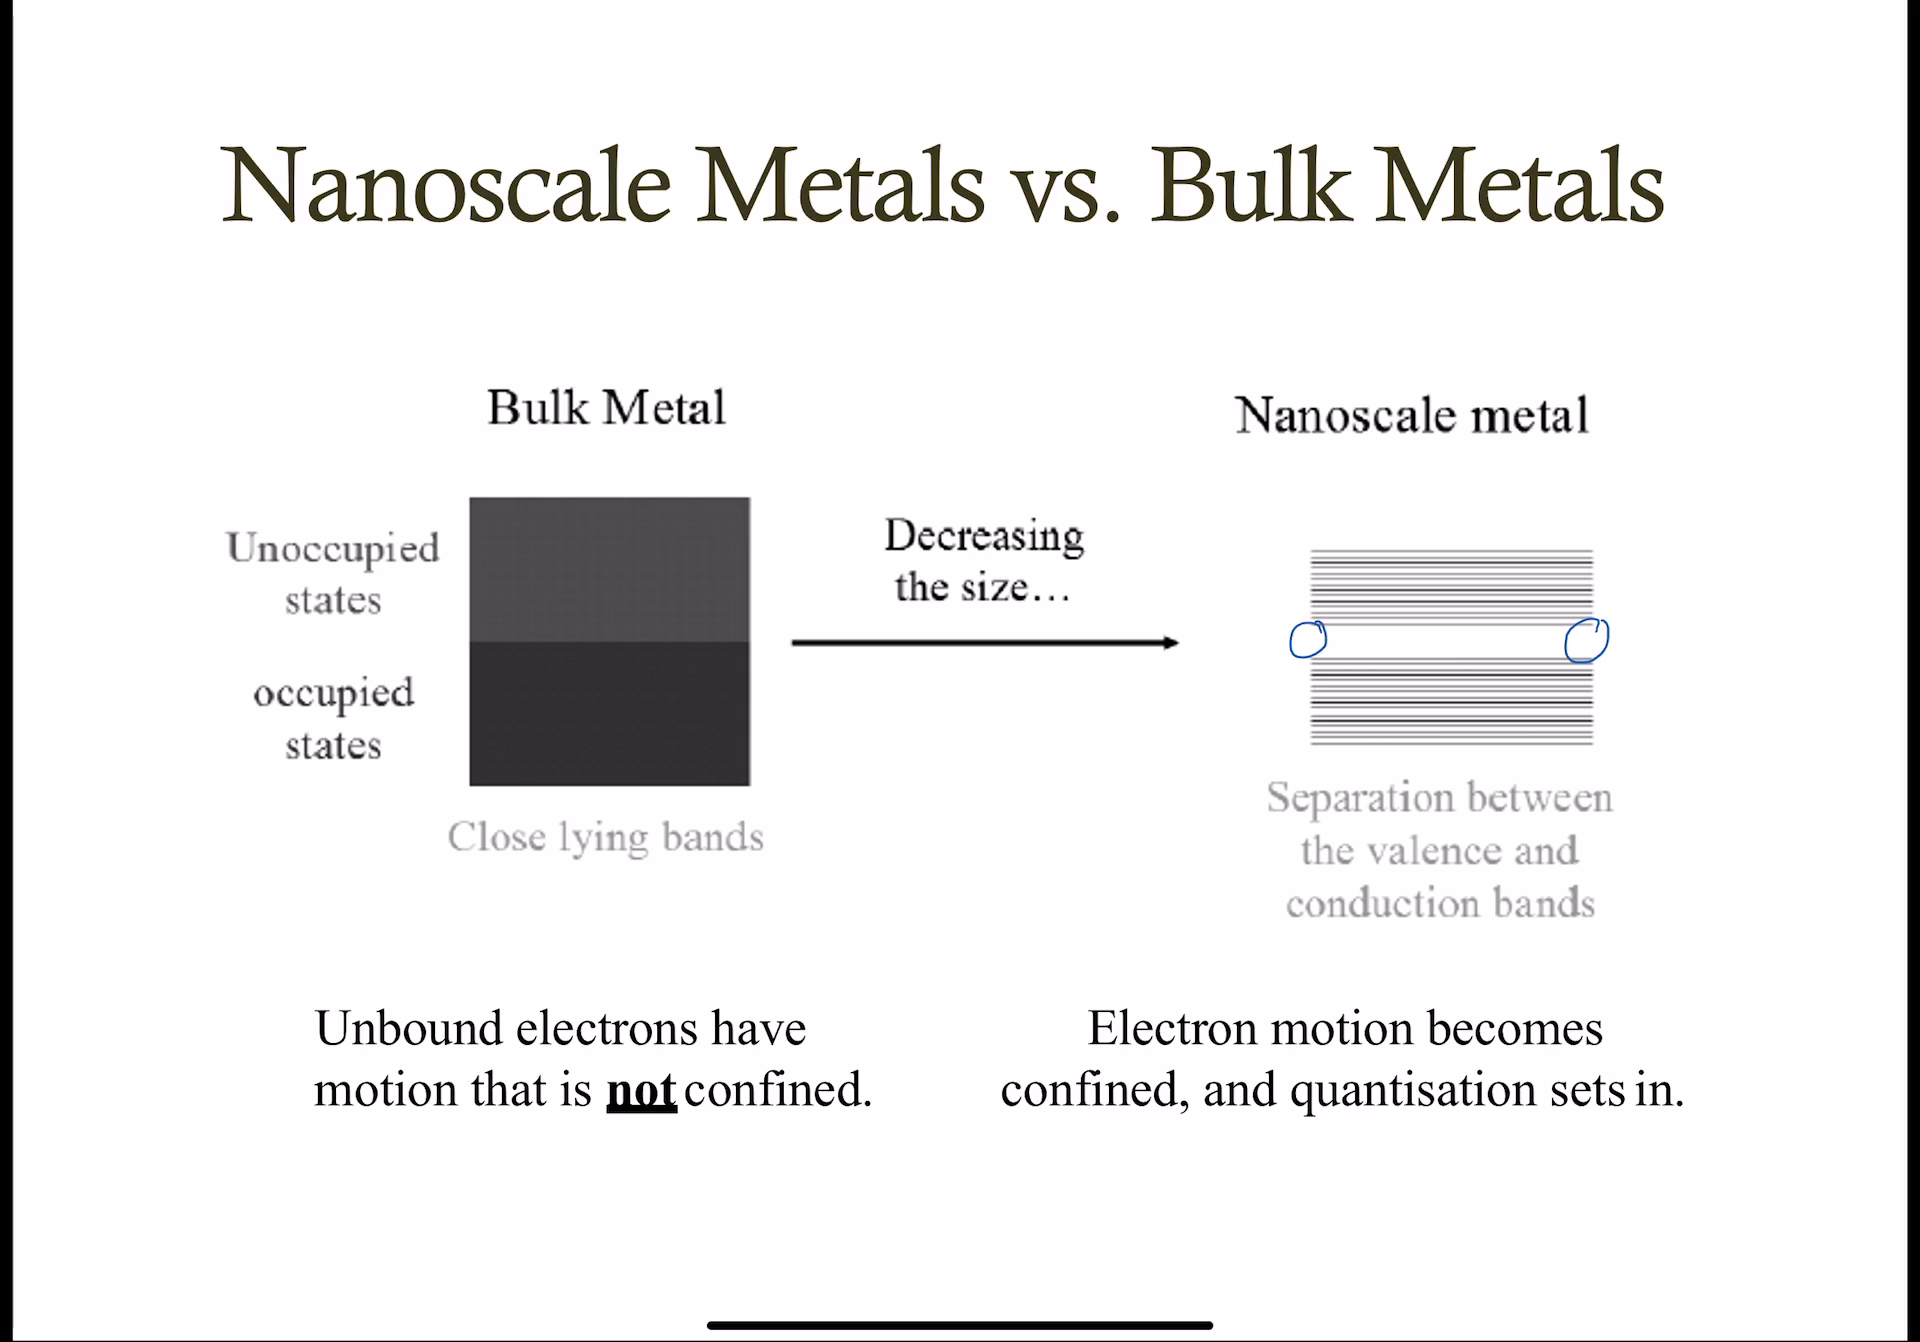 Nanoscale Metals vs. Bulk Metals
Bulk Metal
Nanoscale metal
Unoccupied
states
occupied
states
Decreasing
the size...
Close lying bands
Separation between
the valence and
conduction bands
Unbound electrons have
motion that is not confined.
Electron motion becomes
confined, and quantisation sets in.